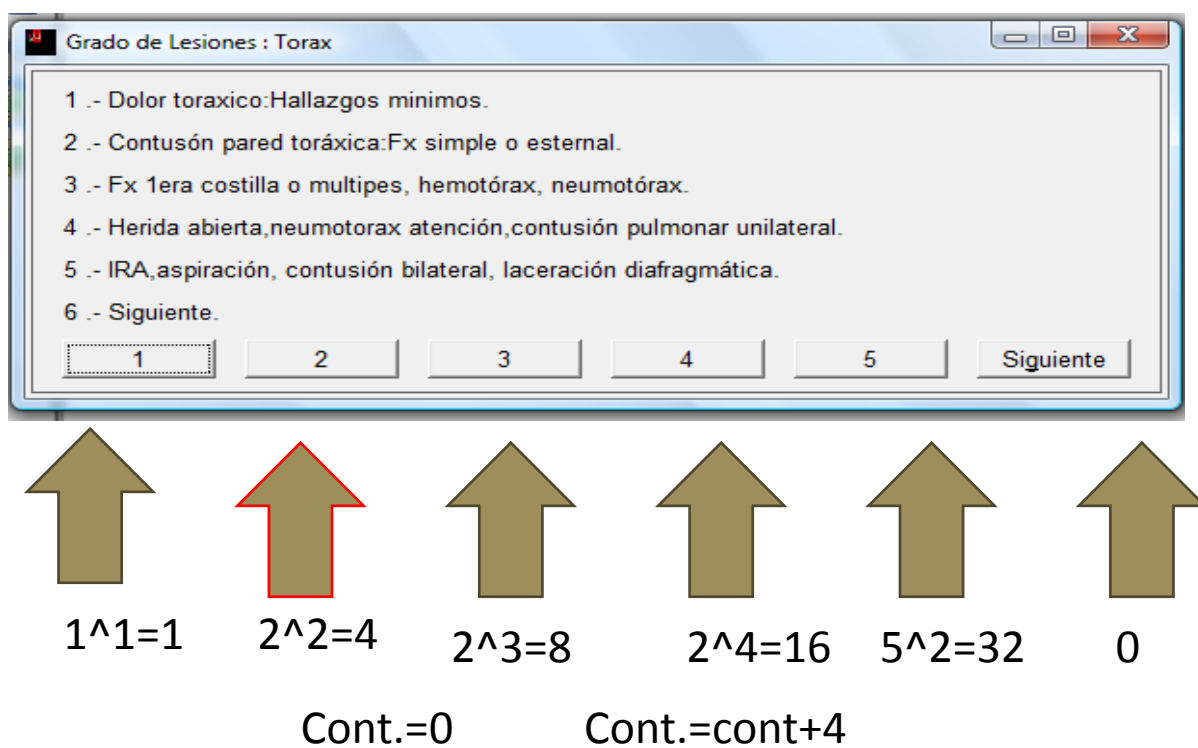 Grado de Lesiones : Torax
1 .- Dolor toraxico:Hallazgos minimos.
2 .- Contusón pared toráxica:Fx simple o esternal.
3 .- Fx 1era costilla o multipes, hemotórax, neumotórax.
4 .- Herida abierta,neumotorax atención,contusión pulmonar unilateral.
5 .- IRA,aspiración, contusión bilateral, laceración diafragmática.
6 .- Siguiente.
1 2 3 4 5 Siguiente
1^1=1 2^2=4 2^3=8 2^4=16 5^2=32 0
Cont.=0 Cont.=cont+4